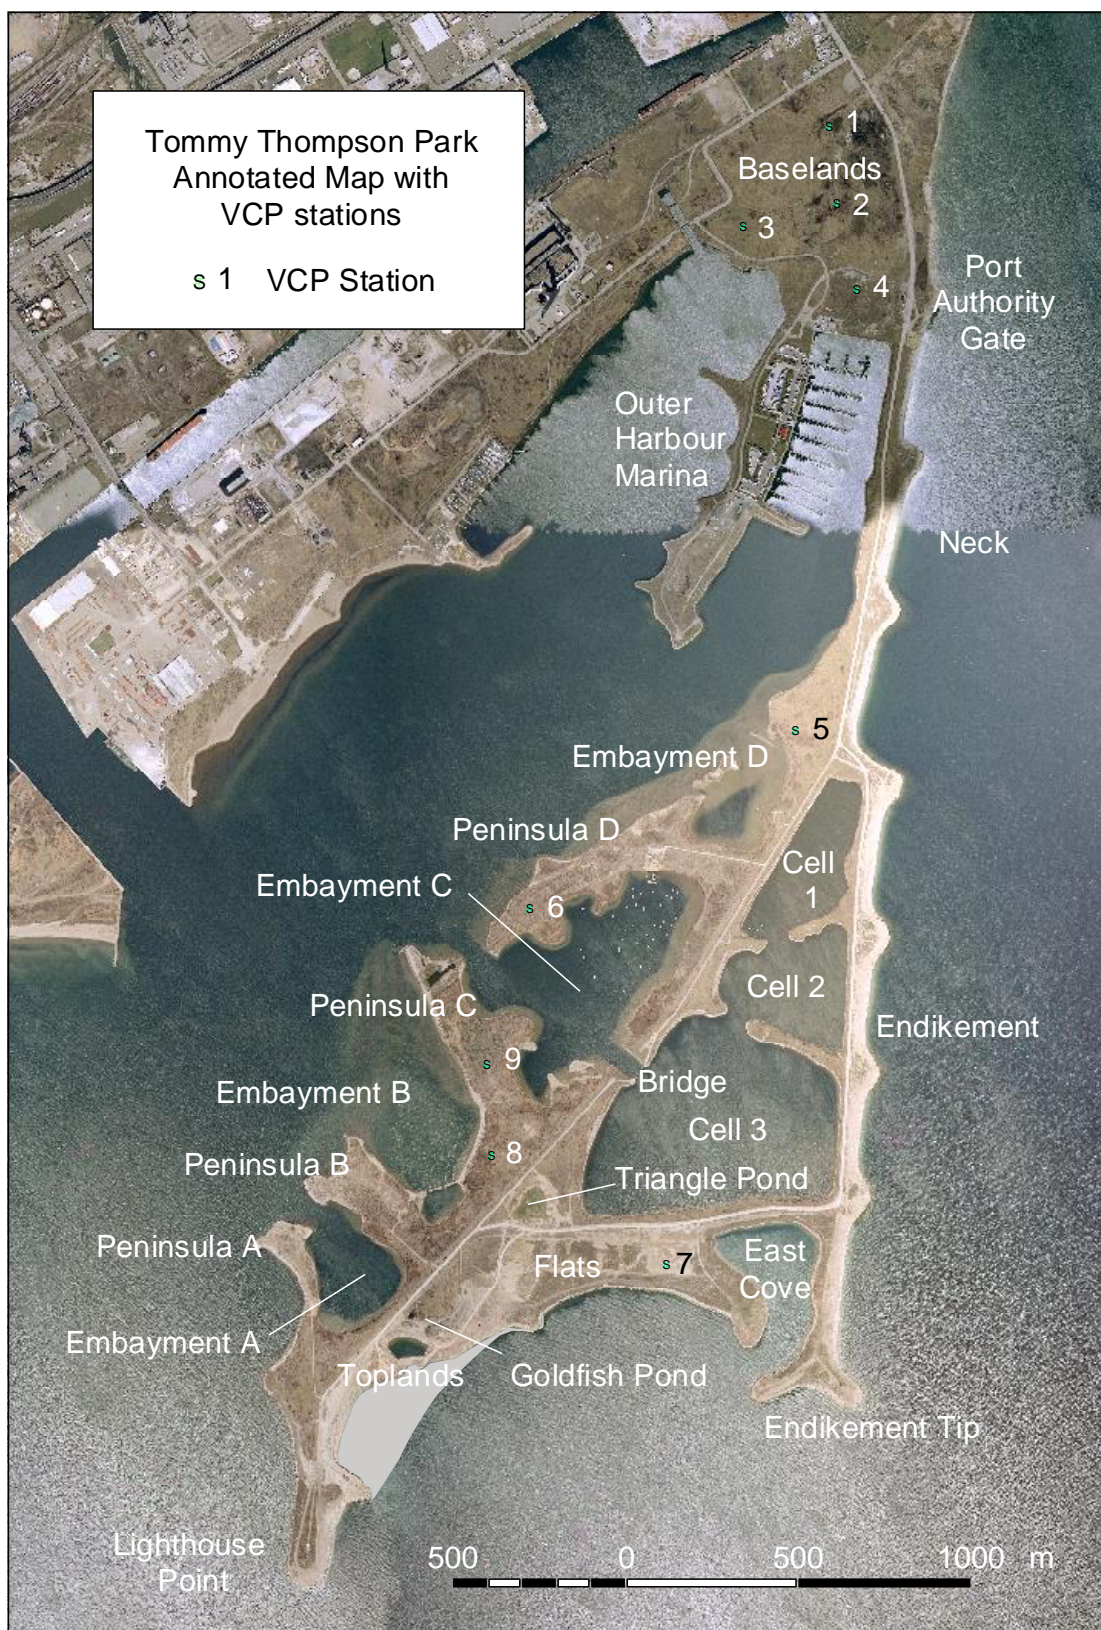 Tommy Thompson Park
Annotated Map with
VCP stations
s 1 VCP Station
s 1
Baselands
s 2
s 3
s 4
Port
Authority
Gate
Outer
Harbour
Marina
Neck
s 5
Embayment D
Peninsula D
Cell
1
Embayment C
s 6
Cell 2
Peninsula C
Endikement
s 9
Bridge
Embayment B
Cell 3
s 8
Peninsula B
Triangle Pond
Peninsula A
East
Cove
Flats
s 7
Embayment A
Toplands
Goldfish Pond
Endikement Tip
Lighthouse
Point
500 0 500 1000 m